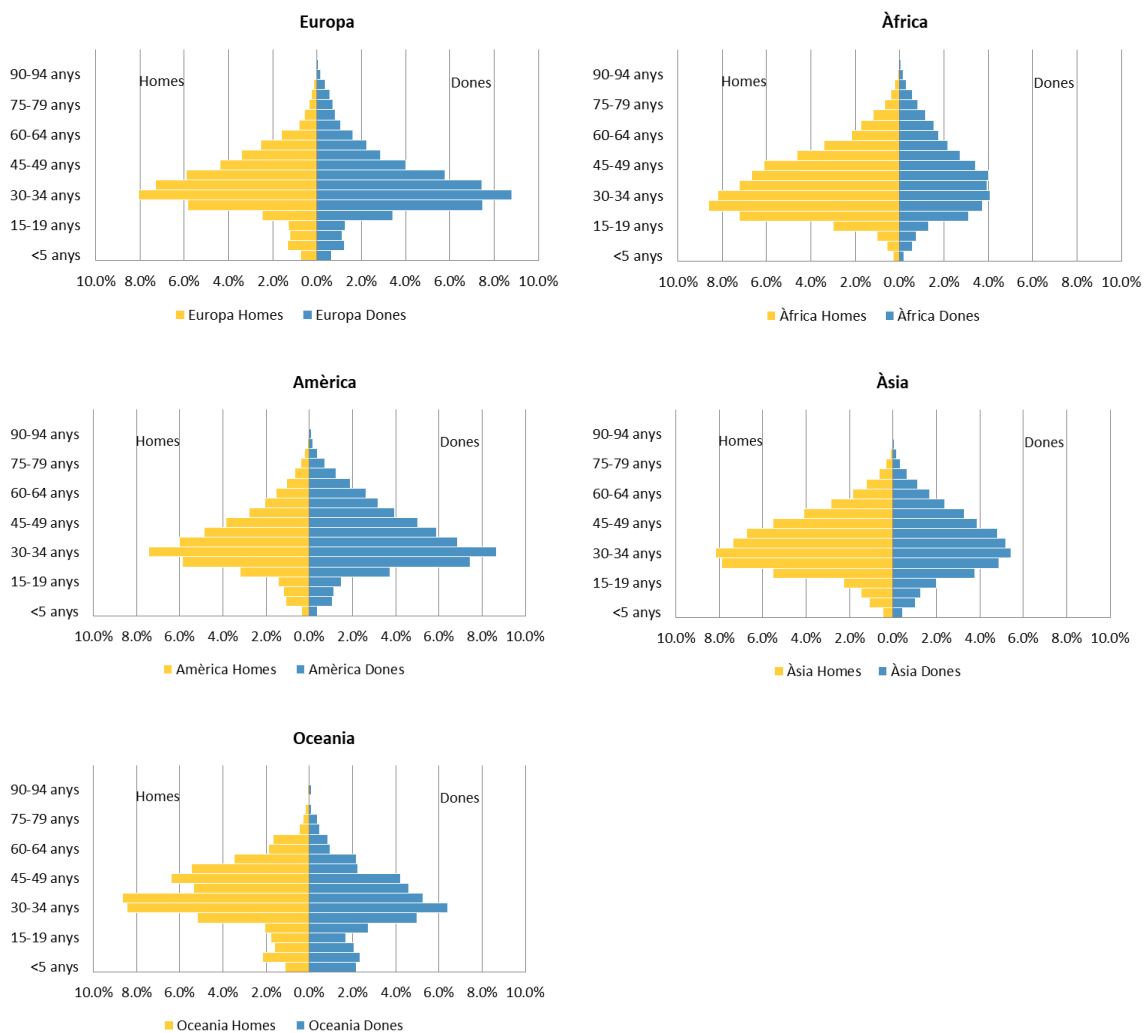 Europa
90-94 anys
75-79 anys
60-64 anys
45-49 anys
30-34 anys
15-19 anys
<5 anys
Homes
Dones
10.0% 8.0% 6.0% 4.0% 2.0% 0.0% 2.0% 4.0% 6.0% 8.0% 10.0%
Europa Homes Europa Dones
Àfrica
90-94 anys
75-79 anys
60-64 anys
45-49 anys
30-34 anys
15-19 anys
<5 anys
Homes
Dones
10.0% 8.0% 6.0% 4.0% 2.0% 0.0% 2.0% 4.0% 6.0% 8.0% 10.0%
Àfrica Homes Àfrica Dones
Amèrica
90-94 anys
75-79 anys
60-64 anys
45-49 anys
30-34 anys
15-19 anys
<5 anys
Homes
Dones
10.0% 8.0% 6.0% 4.0% 2.0% 0.0% 2.0% 4.0% 6.0% 8.0% 10.0%
Amèrica Homes Amèrica Dones
Àsia
90-94 anys
75-79 anys
60-64 anys
45-49 anys
30-34 anys
15-19 anys
<5 anys
Homes
Dones
10.0% 8.0% 6.0% 4.0% 2.0% 0.0% 2.0% 4.0% 6.0% 8.0% 10.0%
Àsia Homes Àsia Dones
Oceania
90-94 anys
75-79 anys
60-64 anys
45-49 anys
30-34 anys
15-19 anys
<5 anys
Homes
Dones
10.0% 8.0% 6.0% 4.0% 2.0% 0.0% 2.0% 4.0% 6.0% 8.0% 10.0%
Oceania Homes Oceania Dones